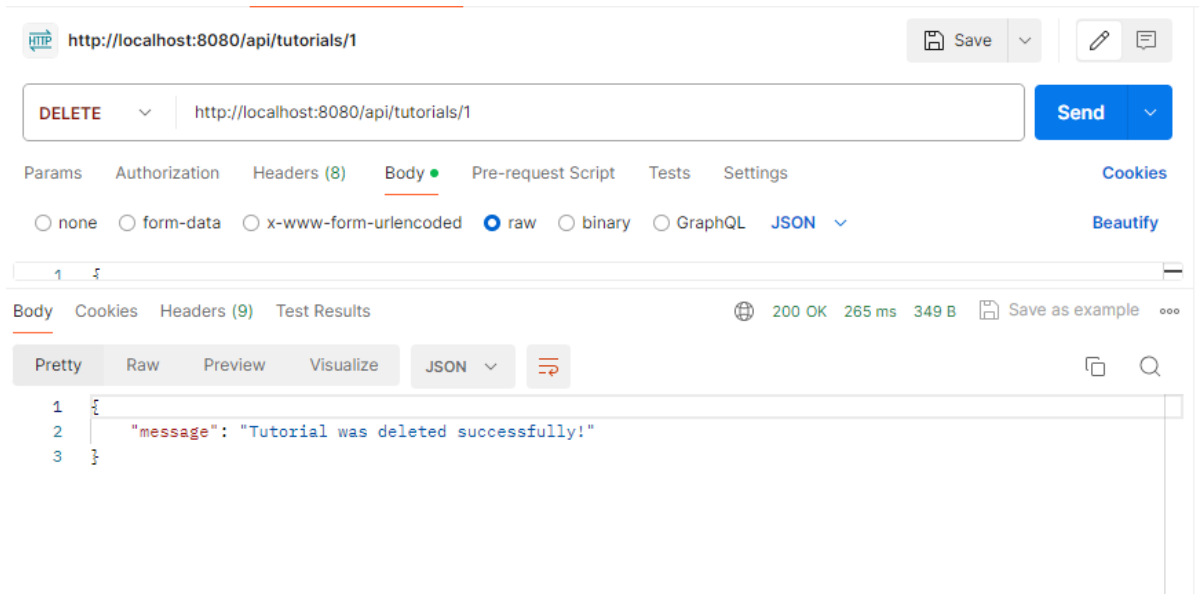 HTTP http://localhost:8080/api/tutorials/1 Save
DELETE http://localhost:8080/api/tutorials/1 Send
Params Authorization Headers (8) Body Pre-request Script Tests Settings Cookies
none form-data x-www-form-urlencoded raw binary GraphQL JSON Beautify
1 {
Body Cookies Headers (9) Test Results 200 OK 265 ms 349 B Save as example
Pretty Raw Preview Visualize JSON
1 {
2 "message": "Tutorial was deleted successfully!"
3 }